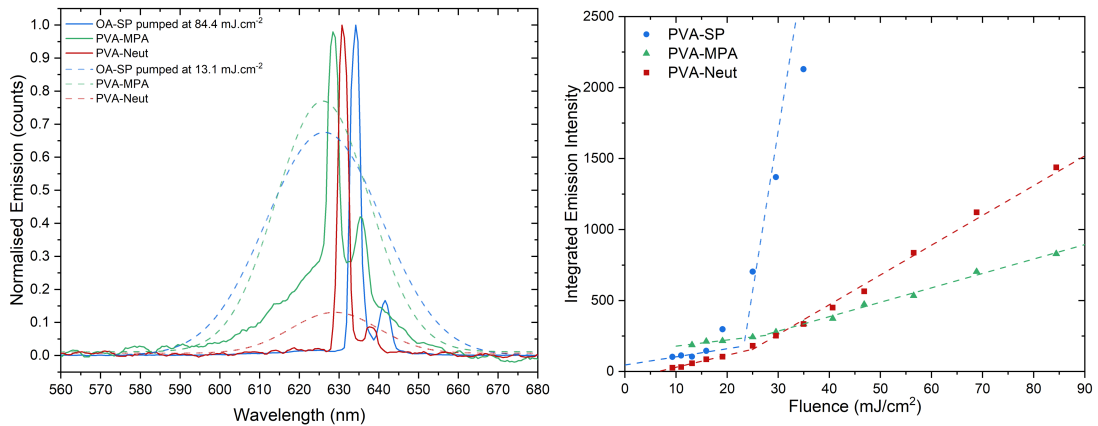 OA-SP pumped at 84.4 mJ.cm⁻²
PVA-MPA
PVA-Neut
OA-SP pumped at 13.1 mJ.cm⁻²
PVA-MPA
PVA-Neut
Normalised Emission (counts)
1.0
0.9
0.8
0.7
0.6
0.5
0.4
0.3
0.2
0.1
0.0
560 570 580 590 600 610 620 630 640 650 660 670 680
Wavelength (nm)
PVA-SP
PVA-MPA
PVA-Neut
Integrated Emission Intensity
2500
2000
1500
1000
500
0
0 10 20 30 40 50 60 70 80 90
Fluence (mJ/cm²)